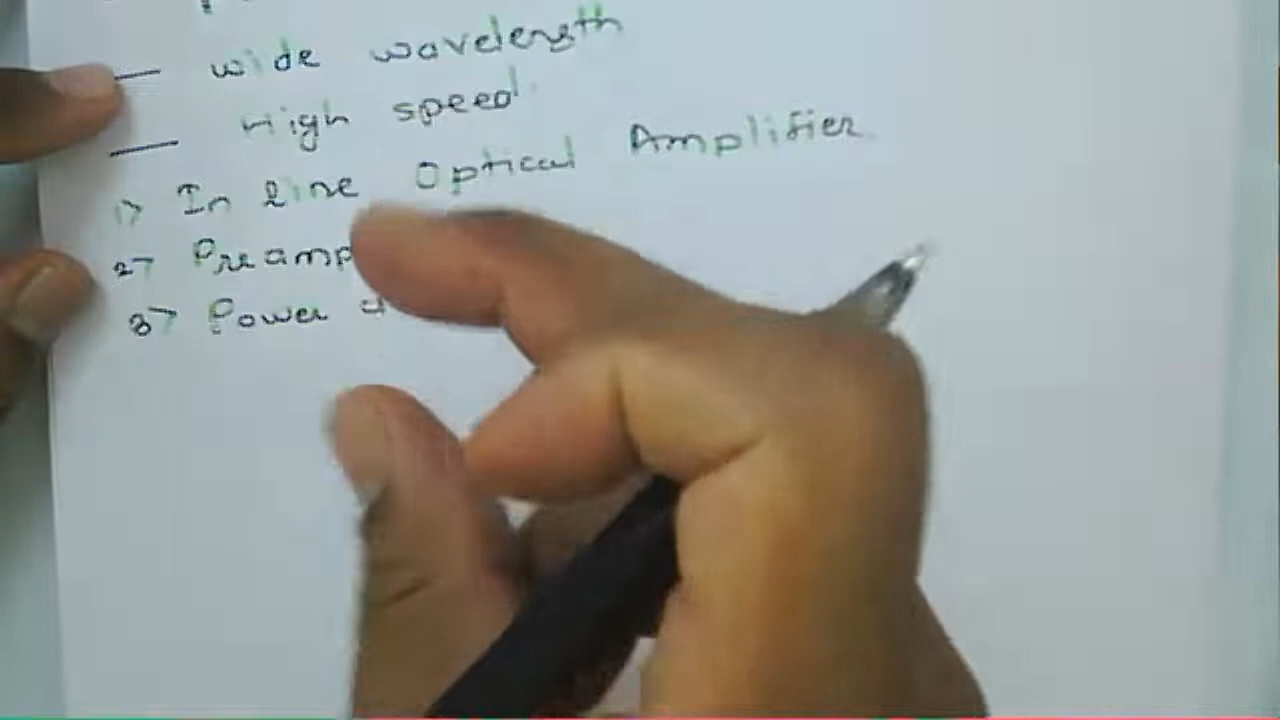 — wide wavelength
— High speed
1> In line Optical Amplifier
2> Preamp
3> Power